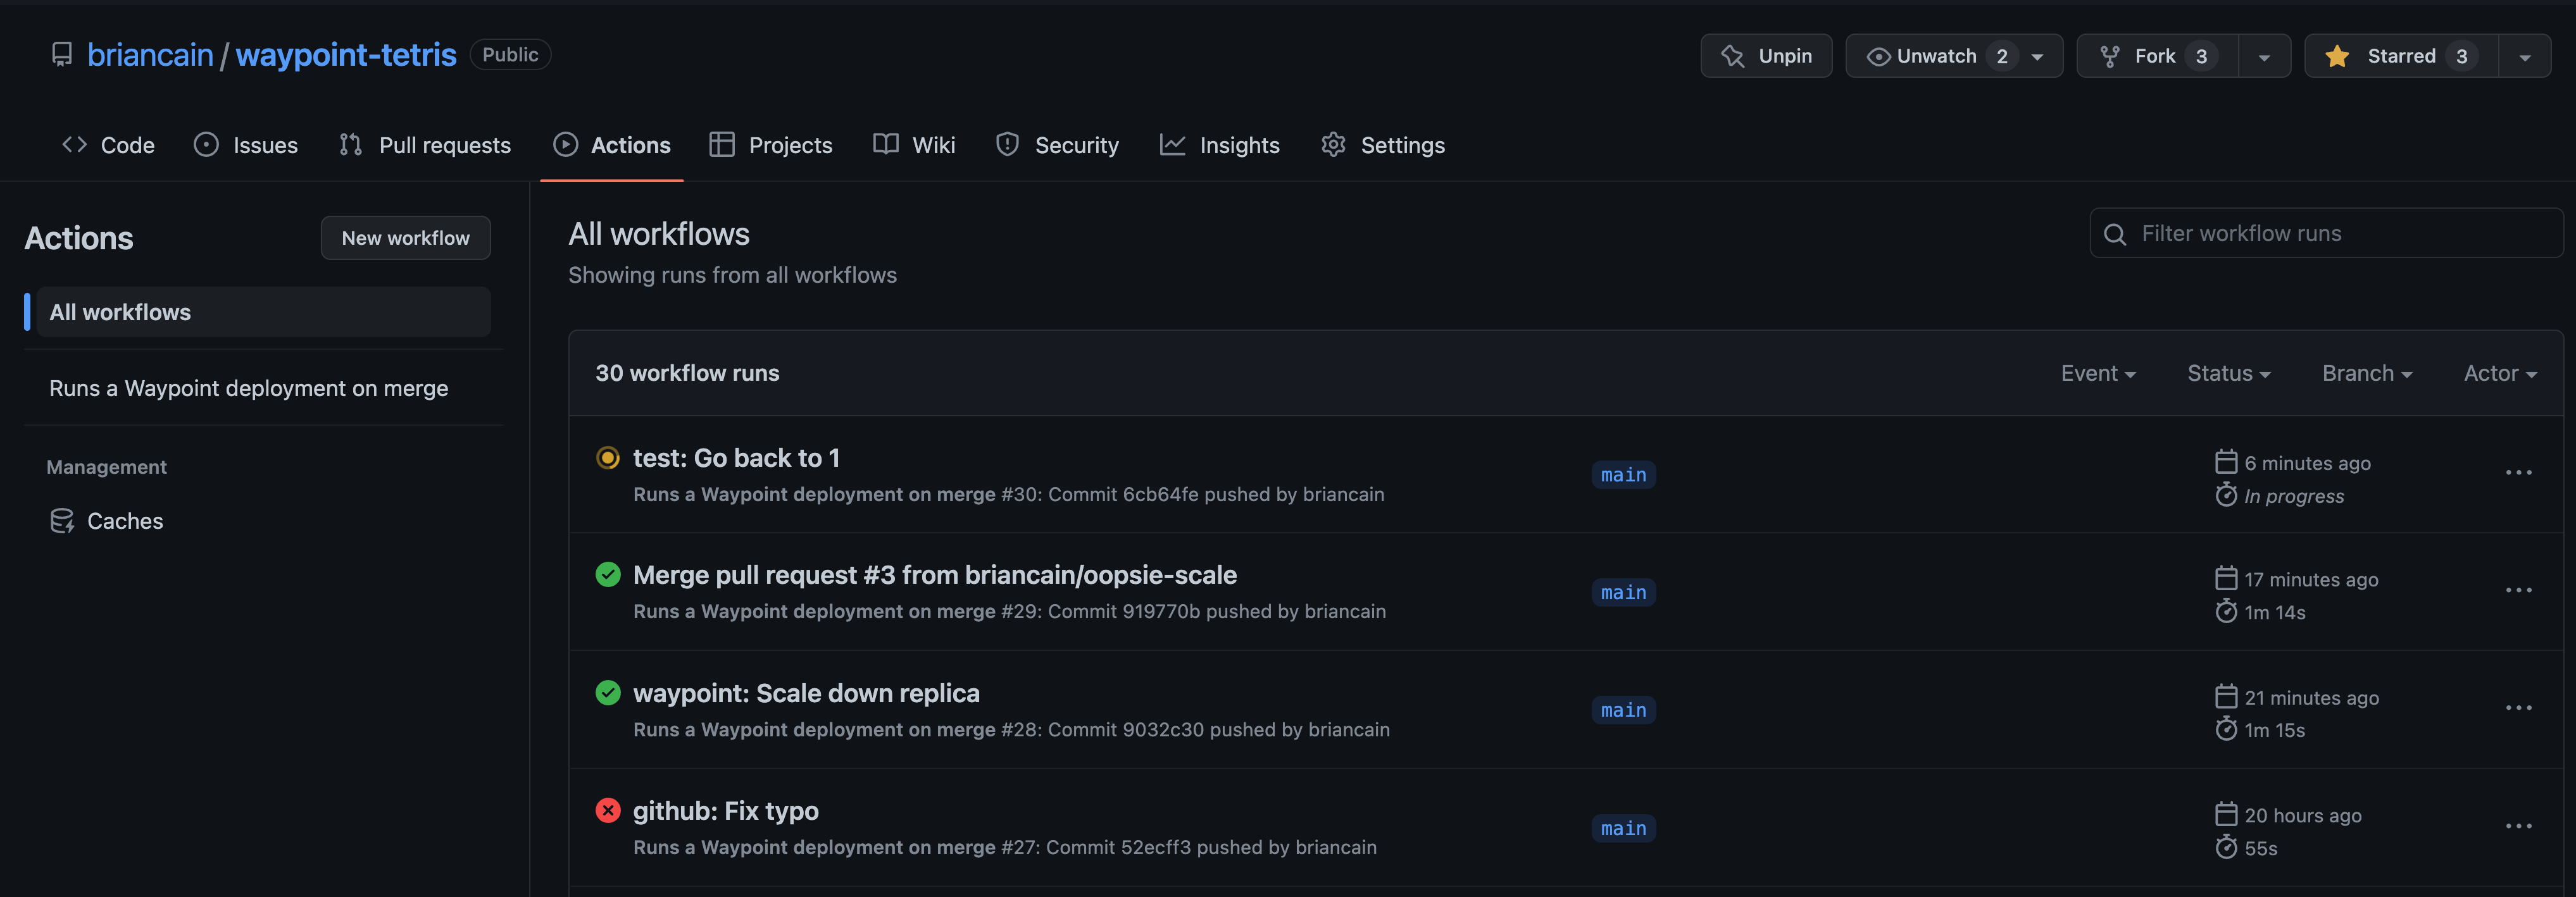 briancain / waypoint-tetris Public
Unpin
Unwatch 2
Fork 3
Starred 3
Code
Issues
Pull requests
Actions
Projects
Wiki
Security
Insights
Settings
Actions
New workflow
All workflows
Runs a Waypoint deployment on merge
Management
Caches
All workflows
Showing runs from all workflows
Filter workflow runs
30 workflow runs
Event
Status
Branch
Actor
test: Go back to 1
Runs a Waypoint deployment on merge #30: Commit 6cb64fe pushed by briancain
main
6 minutes ago
In progress
Merge pull request #3 from briancain/oopsie-scale
Runs a Waypoint deployment on merge #29: Commit 919770b pushed by briancain
main
17 minutes ago
1m 14s
waypoint: Scale down replica
Runs a Waypoint deployment on merge #28: Commit 9032c30 pushed by briancain
main
21 minutes ago
1m 15s
github: Fix typo
Runs a Waypoint deployment on merge #27: Commit 52ecff3 pushed by briancain
main
20 hours ago
55s